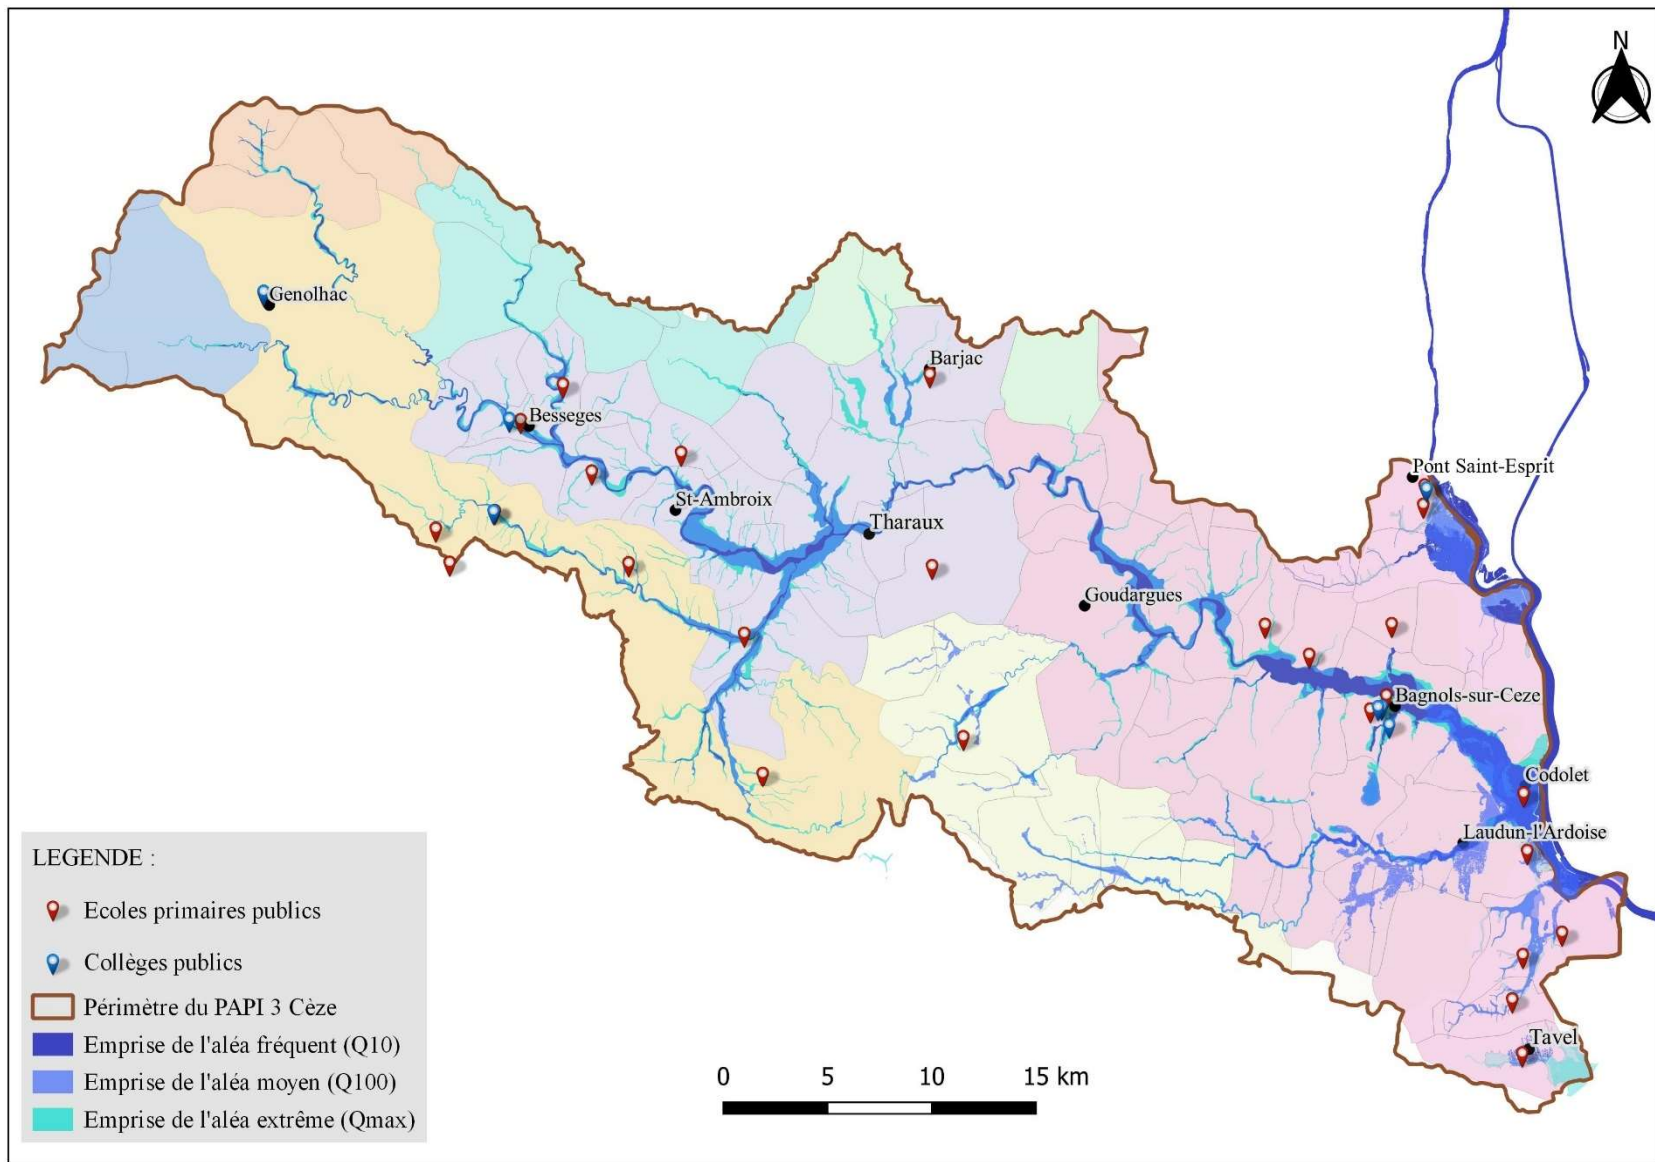 N
Genolhac
Barjac
Besseges
Pont Saint-Esprit
St-Ambroix
Tharaux
Goudargues
Bagnols-sur-Ceze
Codolet
Laudun-l'Ardoise
Tavel
LEGENDE :
Ecoles primaires publics
Collèges publics
Périmètre du PAPI 3 Cèze
Emprise de l'aléa fréquent (Q10)
Emprise de l'aléa moyen (Q100)
Emprise de l'aléa extrême (Qmax)
0 5 10 15 km